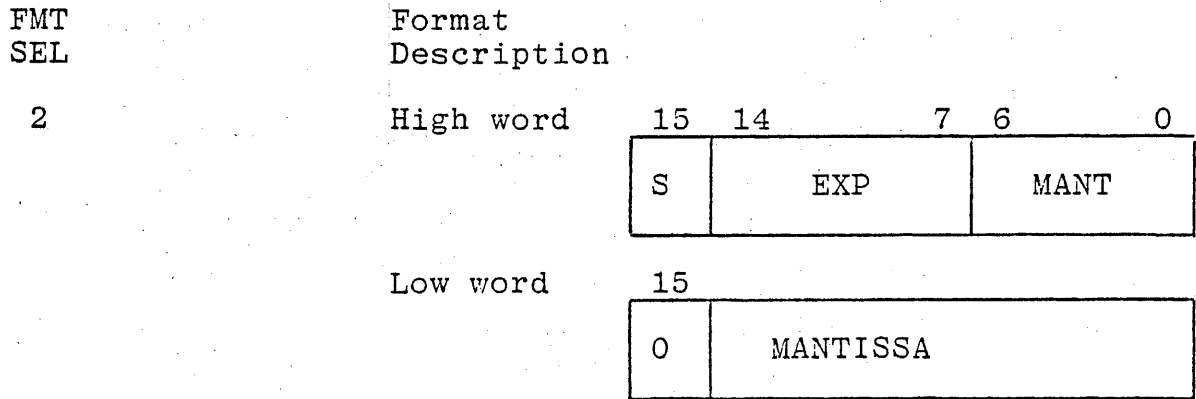 FMT Format
SEL Description
2 High word 15 14 7 6 0
S EXP MANT
Low word 15
0 MANTISSA